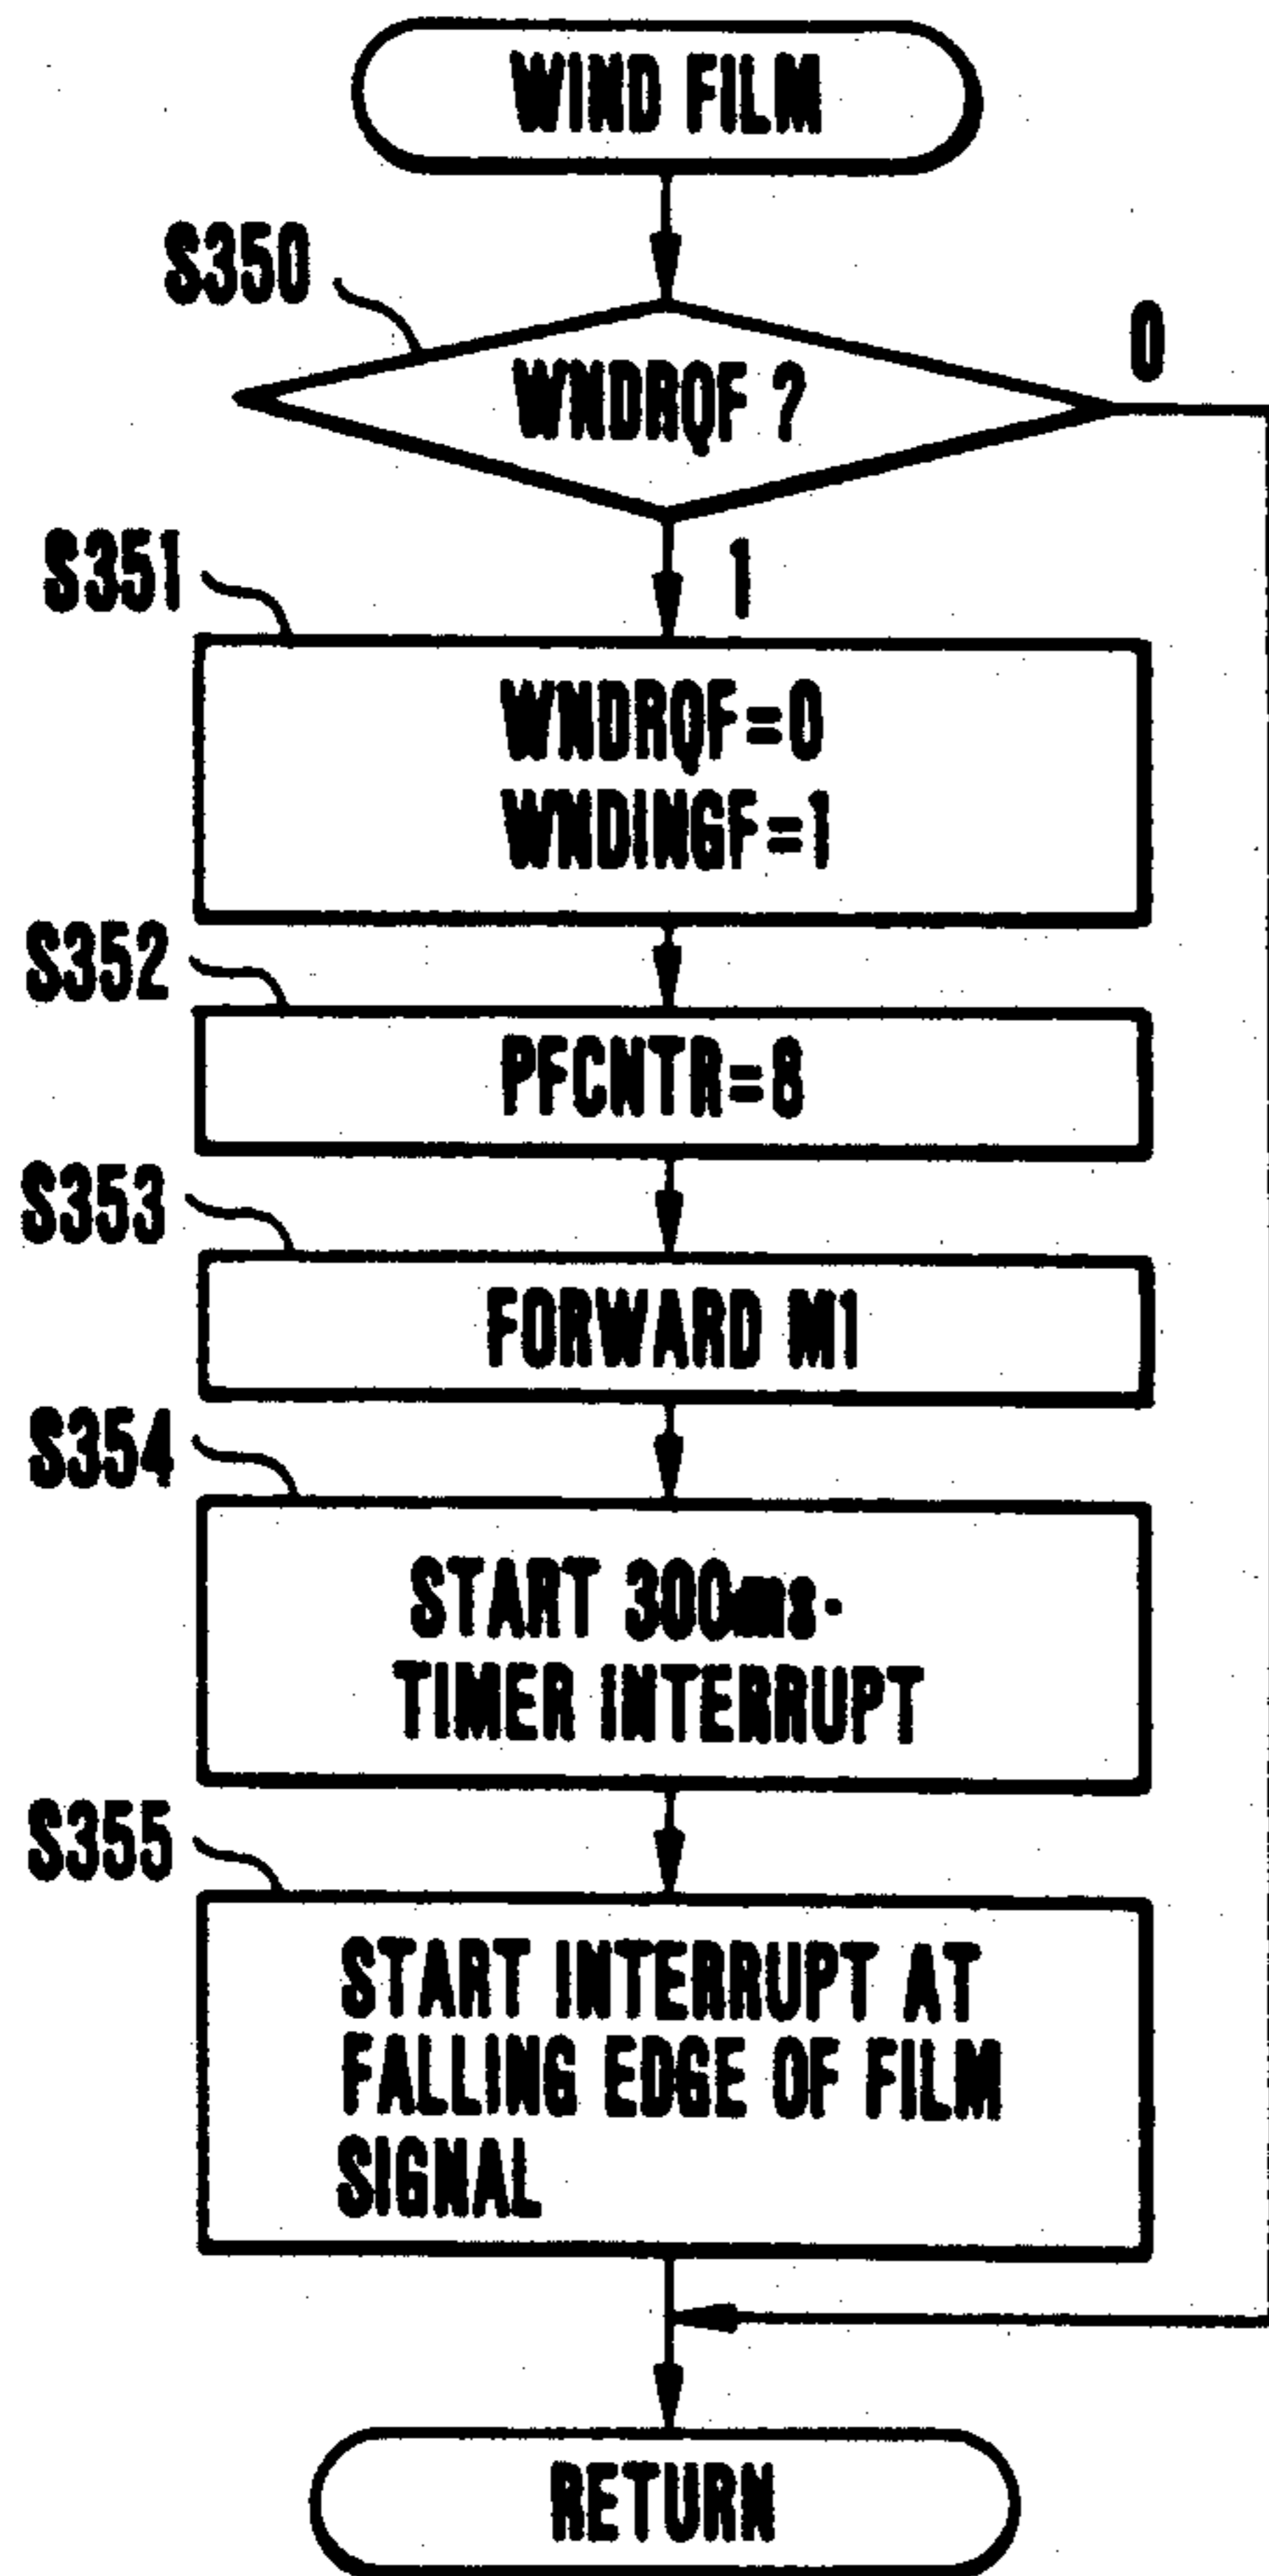 WIND FILM
S350
0
WNDRQF ?
1
S351
WNDRQF=0
WNDINGF=1
S352
PFCNTR=8
S353
FORWARD M1
S354
START 300ms-
TIMER INTERRUPT
S355
START INTERRUPT AT
FALLING EDGE OF FILM
SIGNAL
RETURN